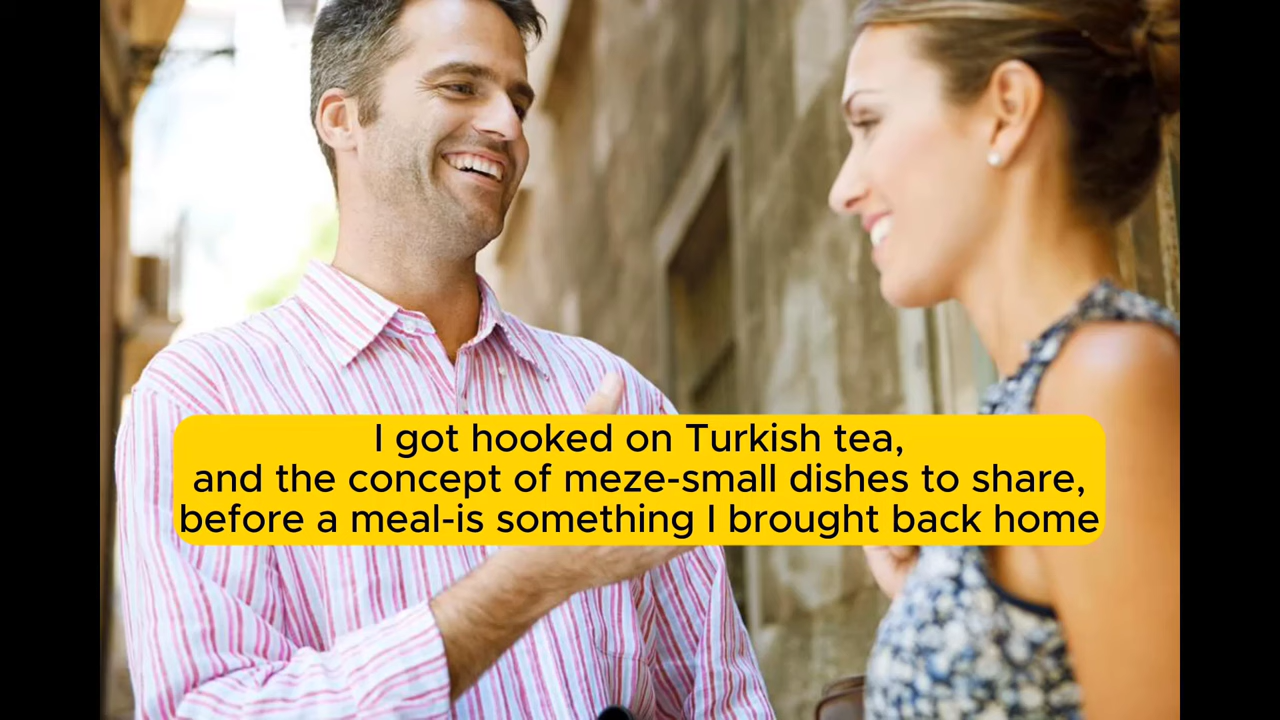 I got hooked on Turkish tea,
and the concept of meze-small dishes to share,
before a meal-is something I brought back home